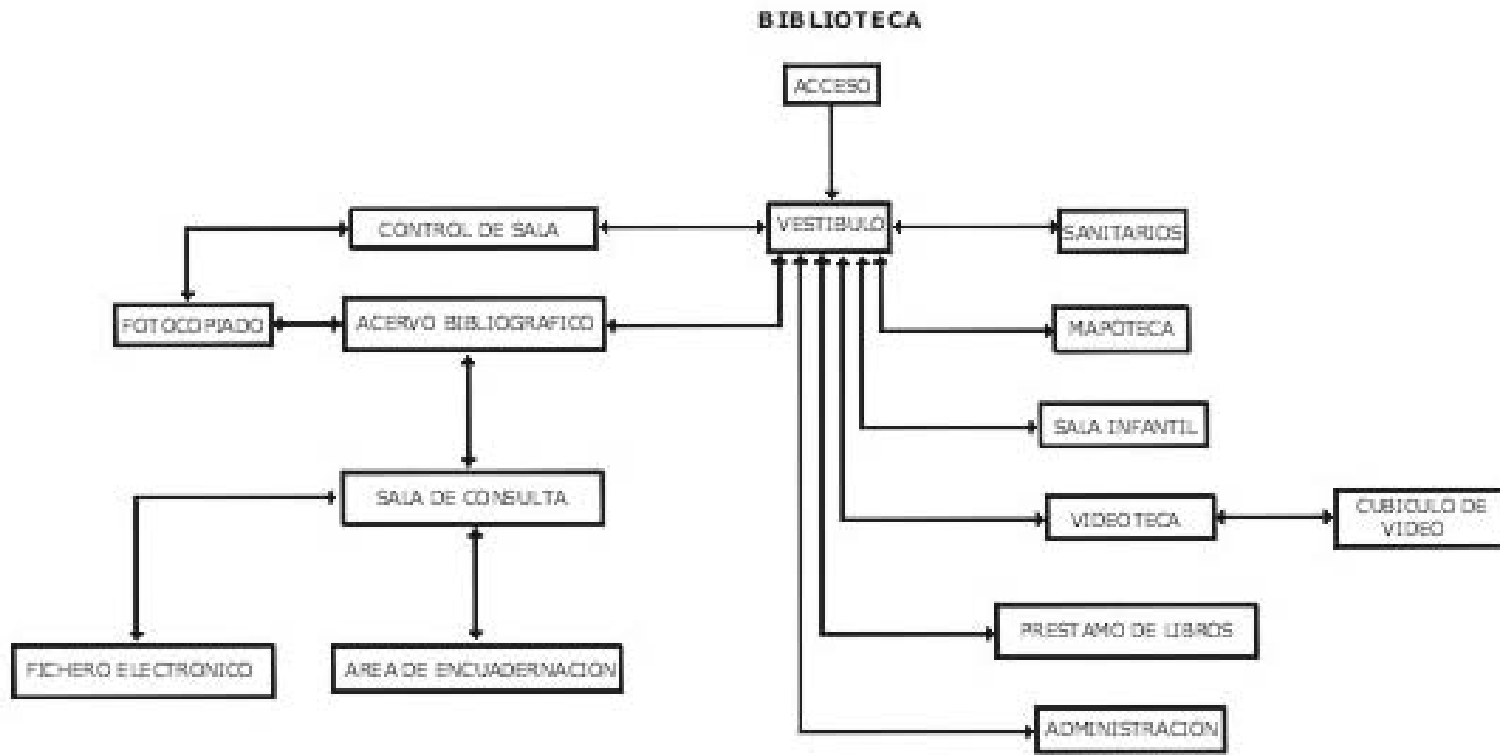 BIBLIOTECA
ACCESO
CONTROL DE SALA
VESTIBULO
SANITARIOS
FOTOCOPIADO
ACERVO BIBLIOGRAFICO
MAPOTECA
SALA INFANTIL
SALA DE CONSULTA
VIDEOTECA
CUBICULO DE
VIDEO
PRESTAMO DE LIBROS
FICHERO ELECTRONICO
AREA DE ENCUADERNACION
ADMINISTRACION